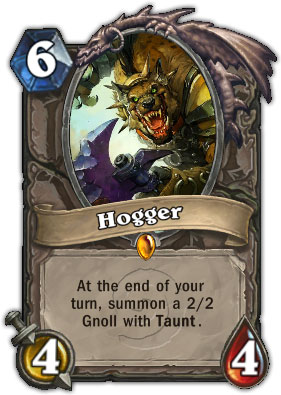 6
Hogger
At the end of your
turn, summon a 2/2
Gnoll with Taunt.
4
4